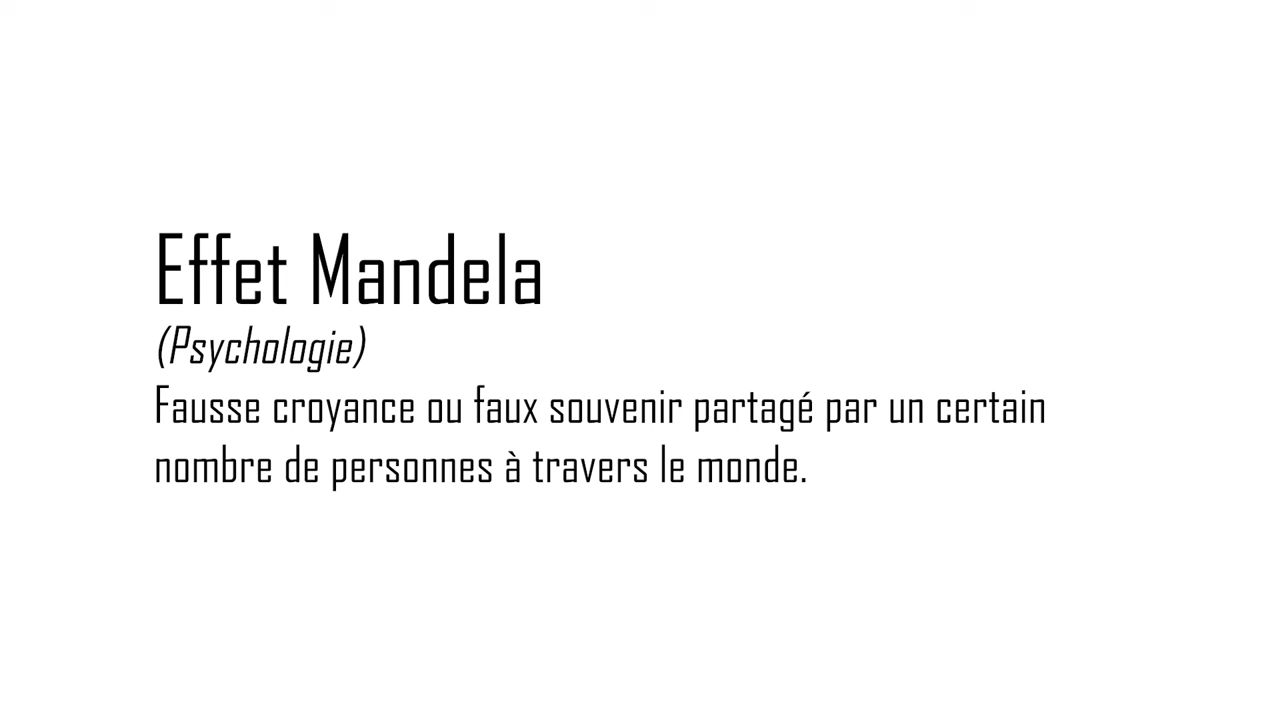 Effet Mandela
(Psychologie)
Fausse croyance ou faux souvenir partagé par un certain
nombre de personnes à travers le monde.